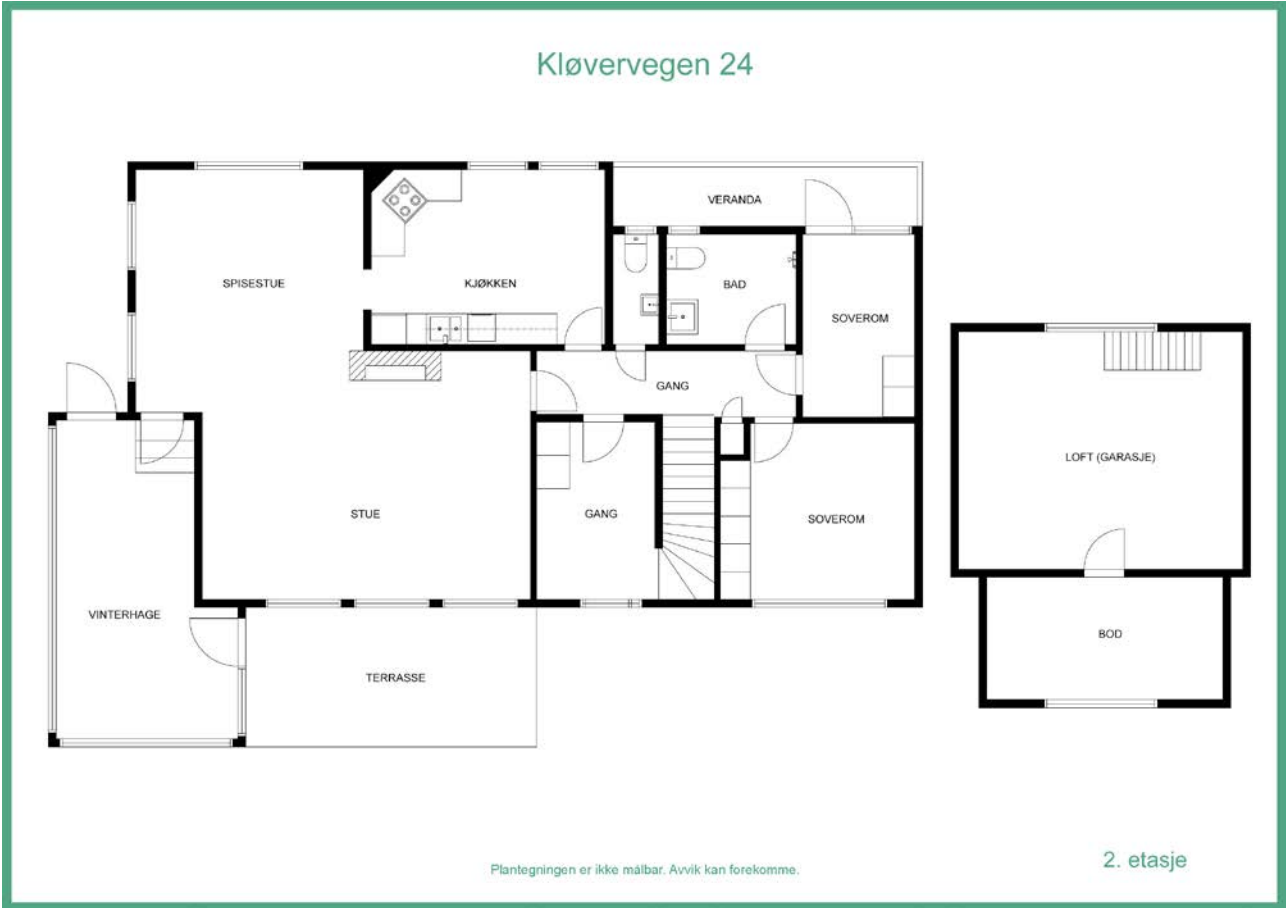 Kløvervegen 24
VERANDA
SPISESTUE
KJØKKEN
BAD
SOVEROM
GANG
LOFT (GARASJE)
STUE
GANG
SOVEROM
VINTERHAGE
BOD
TERRASSE
2. etasje
Plantegningen er ikke målbar. Avvik kan forekomme.